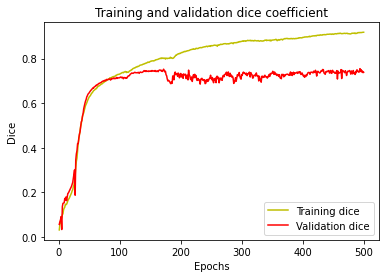 Training and validation dice coefficient
Dice
0.8
0.6
0.4
0.2
0.0
0
100
200
300
400
500
Epochs
Training dice
Validation dice